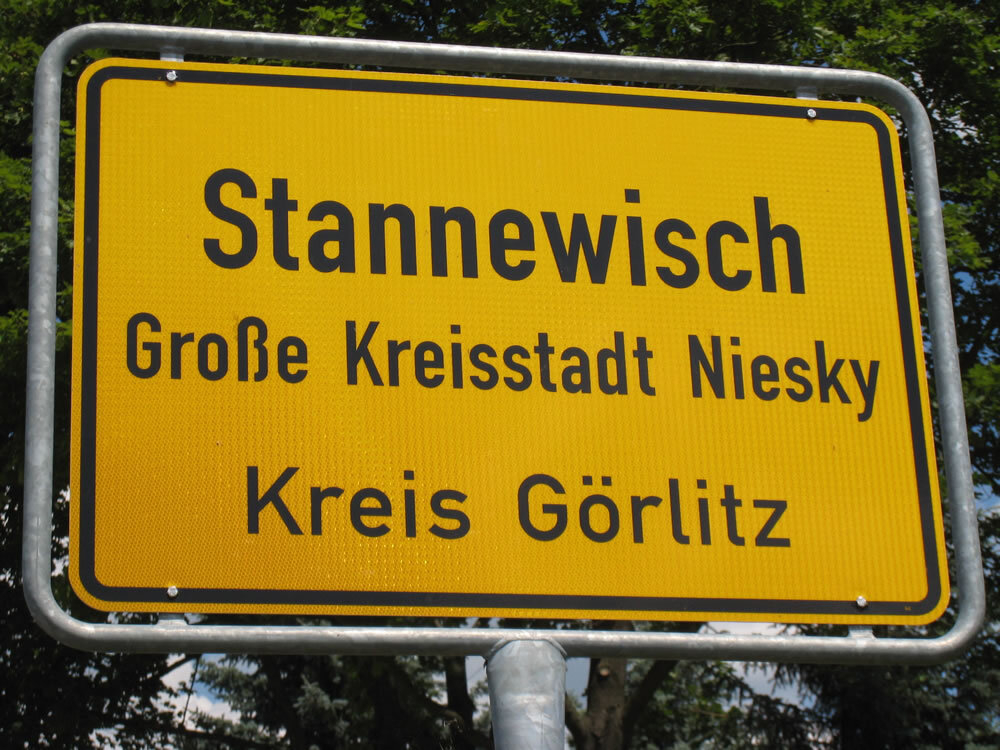 Stannewisch
Große Kreisstadt Niesky
Kreis Görlitz